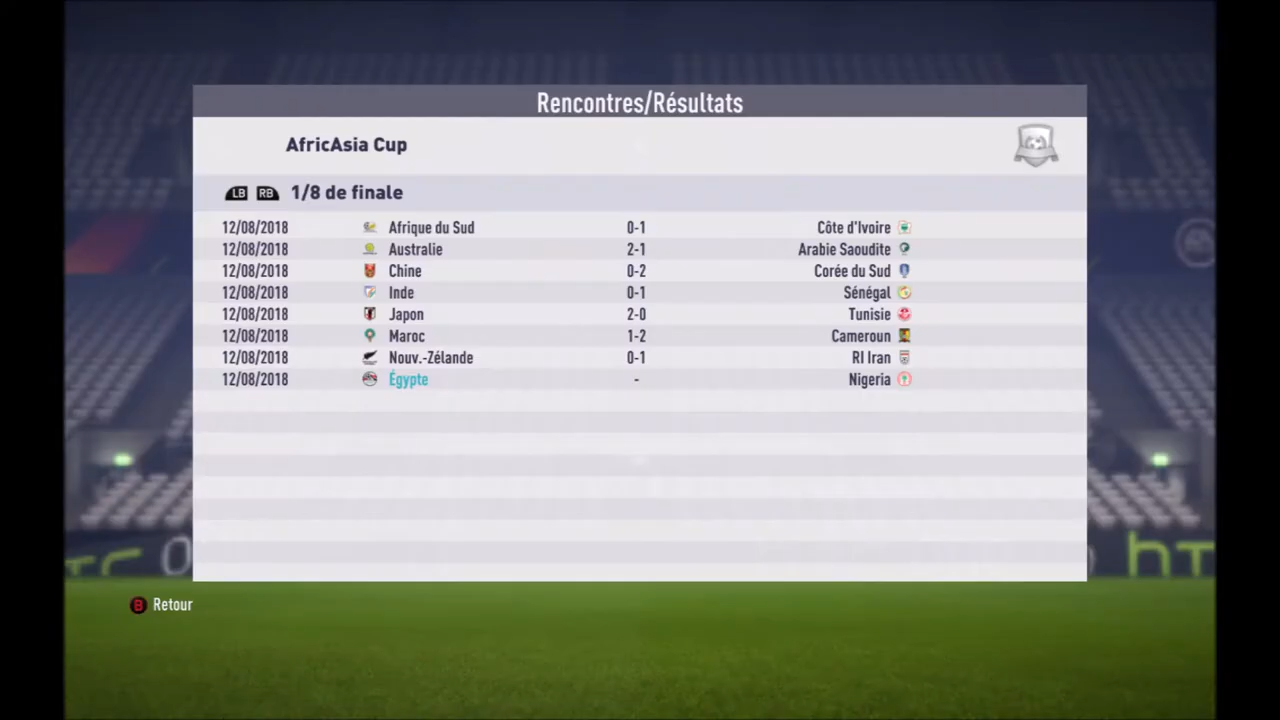 Rencontres/Résultats
AfricAsia Cup
LB RB 1/8 de finale
12/08/2018 Afrique du Sud 0-1 Côte d'Ivoire
12/08/2018 Australie 2-1 Arabie Saoudite
12/08/2018 Chine 0-2 Corée du Sud
12/08/2018 Inde 0-1 Sénégal
12/08/2018 Japon 2-0 Tunisie
12/08/2018 Maroc 1-2 Cameroun
12/08/2018 Nouv.-Zélande 0-1 RI Iran
12/08/2018 Égypte - Nigeria
hTC
B Retour